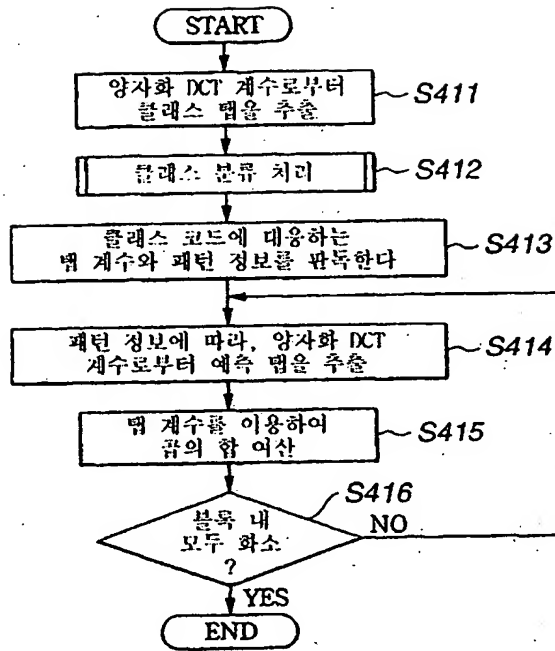 START
양자화 DCT 계수로부터
클래스 탭을 추출
S411
클래스 분류 처리
S412
클래스 코드에 대응하는
탭 계수와 패턴 정보를 판독한다
S413
패턴 정보에 따라, 양자화 DCT
계수로부터 예측 탭을 추출
S414
탭 계수를 이용하여
곱의 합 여산
S415
블록 내
모두 화소
?
S416
NO
YES
END